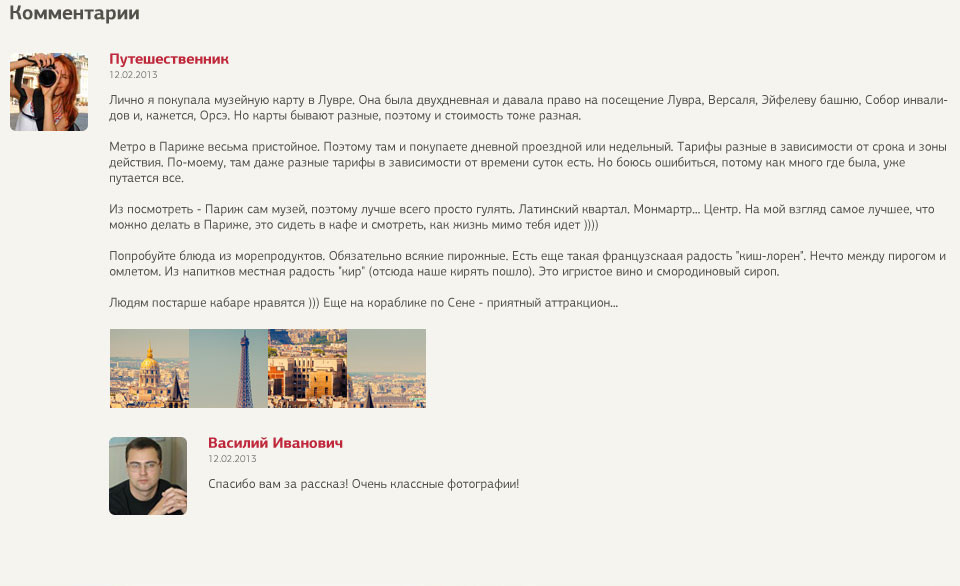 Комментарии
Путешественник
12.02.2013
Лично я покупала музейную карту в Лувре. Она была двухдневная и давала право на посещение Лувра, Версаля, Эйфелеву башню, Собор инвали-
дов и, кажется, Орсэ. Но карты бывают разные, поэтому и стоимость тоже разная.
Метро в Париже весьма пристойное. Поэтому там и покупаете дневной проездной или недельный. Тарифы разные в зависимости от срока и зоны
действия. По-моему, там даже разные тарифы в зависимости от времени суток есть. Но боюсь ошибиться, потому как много где была, уже
путается все.
Из посмотреть - Париж сам музей, поэтому лучше всего просто гулять. Латинский квартал. Монмартр... Центр. На мой взгляд самое лучшее, что
можно делать в Париже, это сидеть в кафе и смотреть, как жизнь мимо тебя идет ))))
Попробуйте блюда из морепродуктов. Обязательно всякие пирожные. Есть еще такая французскаая радость "киш-лорен". Нечто между пирогом и
омлетом. Из напитков местная радость "кир" (отсюда наше кирять пошло). Это игристое вино и смородиновый сироп.
Людям постарше кабаре нравятся ))) Еще на кораблике по Сене - приятный аттракцион...
Василий Иванович
12.02.2013
Спасибо вам за рассказ! Очень классные фотографии!